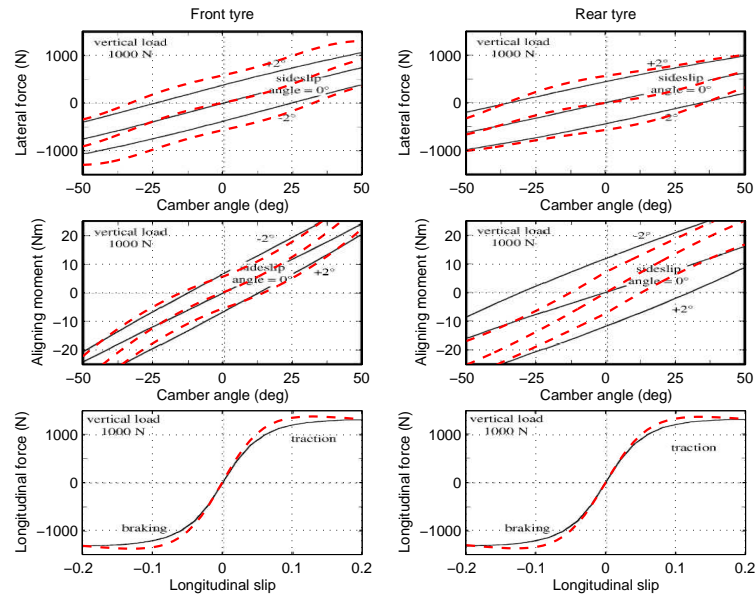 Front tyre
Rear tyre
Lateral force (N)
1000
0
−1000
vertical load
1000 N
+2°
sideslip
angle = 0°
-2°
−50
−25
0
25
50
Camber angle (deg)
Lateral force (N)
1000
0
−1000
vertical load
1000 N
+2°
sideslip
angle = 0°
-2°
−50
−25
0
25
50
Camber angle (deg)
Aligning moment (Nm)
20
10
0
−10
−20
vertical load
1000 N
-2°
sideslip
angle = 0°
+2°
−50
−25
0
25
50
Camber angle (deg)
Aligning moment (Nm)
20
10
0
−10
−20
vertical load
1000 N
-2°
sideslip
angle = 0°
+2°
−50
−25
0
25
50
Camber angle (deg)
Longitudinal force (N)
1000
0
−1000
vertical load
1000 N
traction
braking
−0.2
−0.1
0
0.1
0.2
Longitudinal slip
Longitudinal force (N)
1000
0
−1000
vertical load
1000 N
traction
braking
−0.2
−0.1
0
0.1
0.2
Longitudinal slip